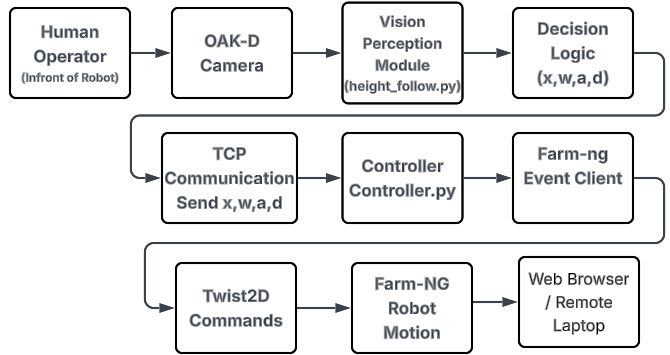 Human
Operator
(Infront of Robot)
OAK-D
Camera
Vision
Perception
Module
(height_follow.py)
Decision
Logic
(x,w,a,d)
TCP
Communication
Send x,w,a,d
Controller
Controller.py
Farm-ng
Event Client
Twist2D
Commands
Farm-NG
Robot
Motion
Web Browser
/ Remote
Laptop